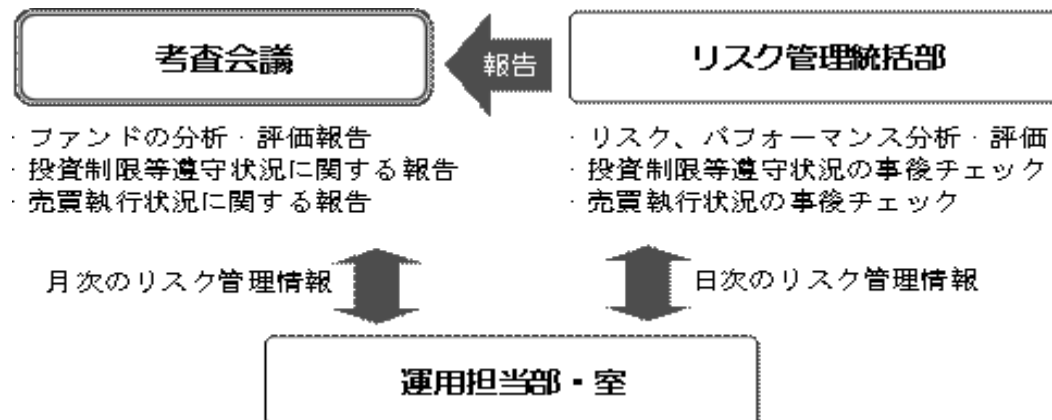 考査会議
報告
リスク管理統括部
・ファンドの分析・評価報告
・投資制限等遵守状況に関する報告
・売買執行状況に関する報告
・リスク、パフォーマンス分析・評価
・投資制限等遵守状況の事後チェック
・売買執行状況の事後チェック
月次のリスク管理情報
日次のリスク管理情報
運用担当部・室